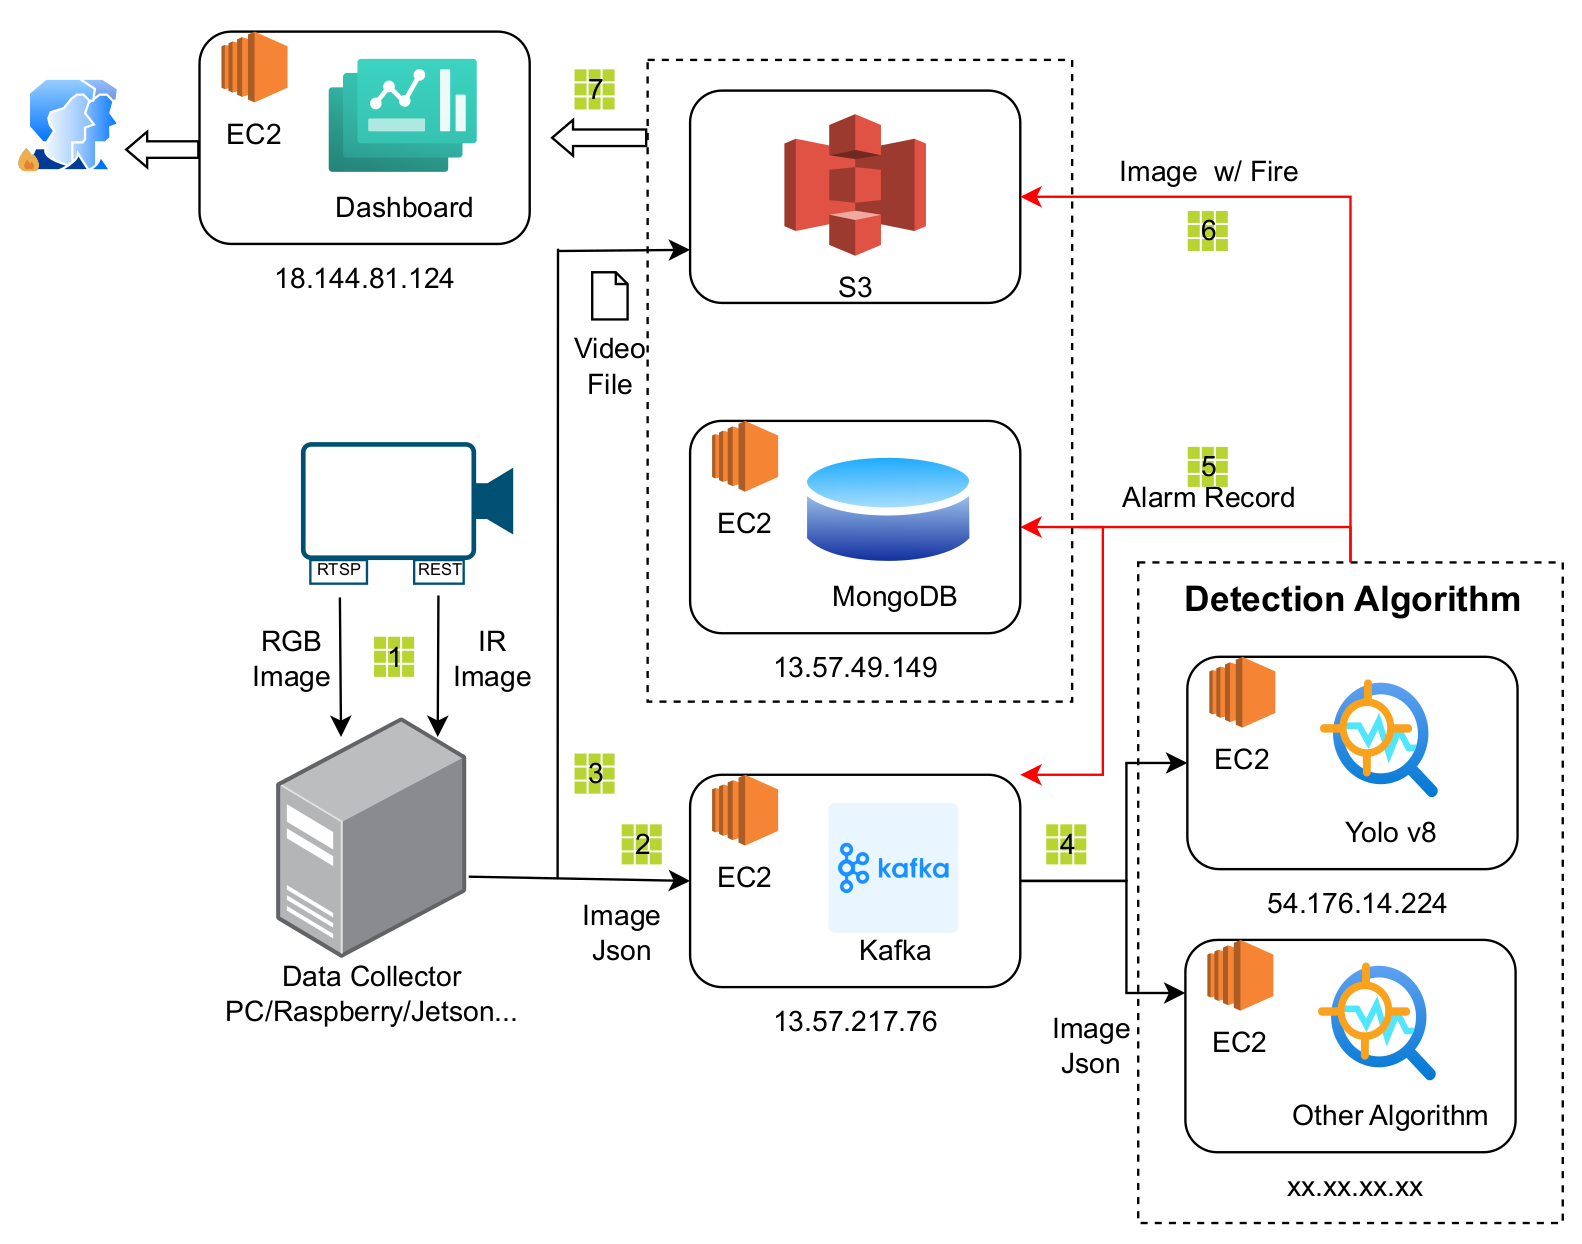 EC2
Dashboard
18.144.81.124
7
S3
Image w/ Fire
6
Video
File
EC2
MongoDB
13.57.49.149
5
Alarm Record
RTSP
REST
RGB
Image
1
IR
Image
Data Collector
PC/Raspberry/Jetson...
3
2
Image
Json
EC2
kafka
Kafka
13.57.217.76
4
Image
Json
Detection Algorithm
EC2
Yolo v8
54.176.14.224
EC2
Other Algorithm
xx.xx.xx.xx